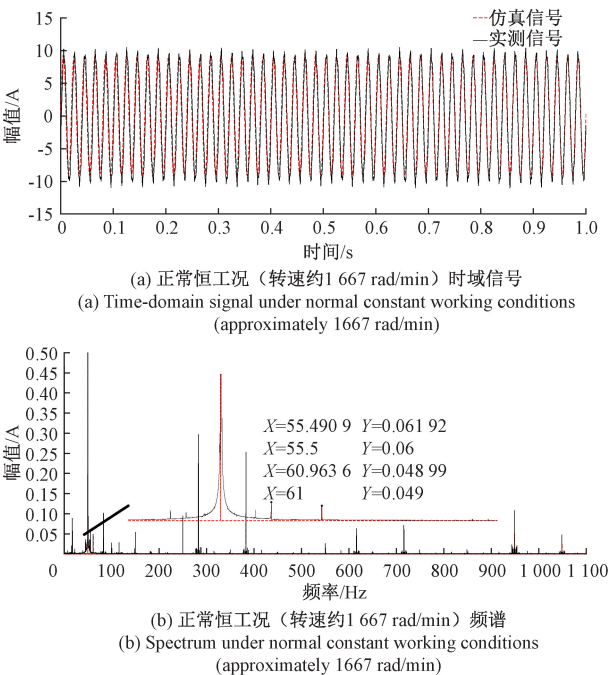 仿真信号
实测信号
15
10
5
0
-5
-10
-15
幅值/A
0 0.1 0.2 0.3 0.4 0.5 0.6 0.7 0.8 0.9 1.0
时间/s
(a) 正常恒工况（转速约1 667 rad/min）时域信号
(a) Time-domain signal under normal constant working conditions
(approximately 1667 rad/min)
0.50
0.45
0.35
0.30
0.25
0.20
0.15
0.10
0.10
0.05
幅值/A
X=55.490 9 Y=0.061 92
X=55.5 Y=0.06
X=60.963 6 Y=0.048 99
X=61 Y=0.049
0 100 200 300 400 500 600 700 800 900 1 000 1 100
频率/Hz
(b) 正常恒工况（转速约1 667 rad/min）频谱
(b) Spectrum under normal constant working conditions
(approximately 1667 rad/min)